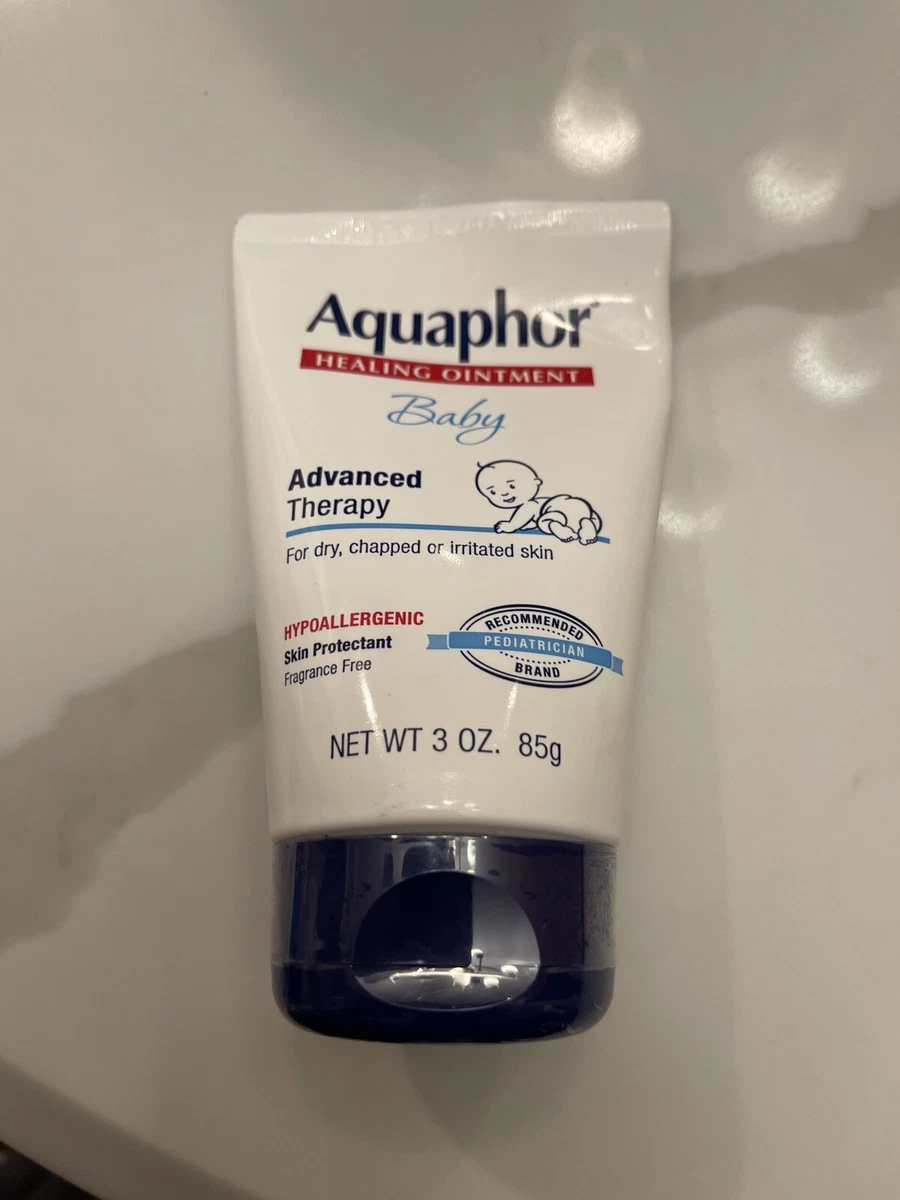 Aquaphor
HEALING OINTMENT
Baby
Advanced
Therapy
For dry, chapped or irritated skin
HYPOALLERGENIC
Skin Protectant
Fragrance Free
RECOMMENDED
PEDIATRICIAN
BRAND
NET WT 3 OZ. 85g